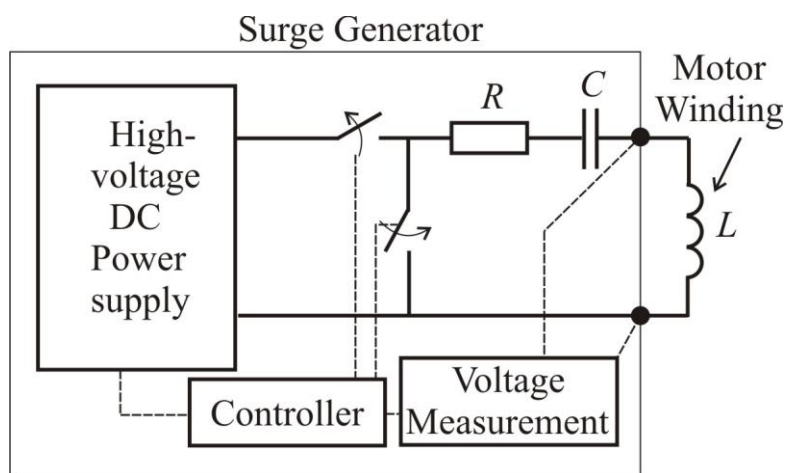 Surge Generator
High-
voltage
DC
Power
supply
R
C
Motor
Winding
L
Controller
Voltage
Measurement